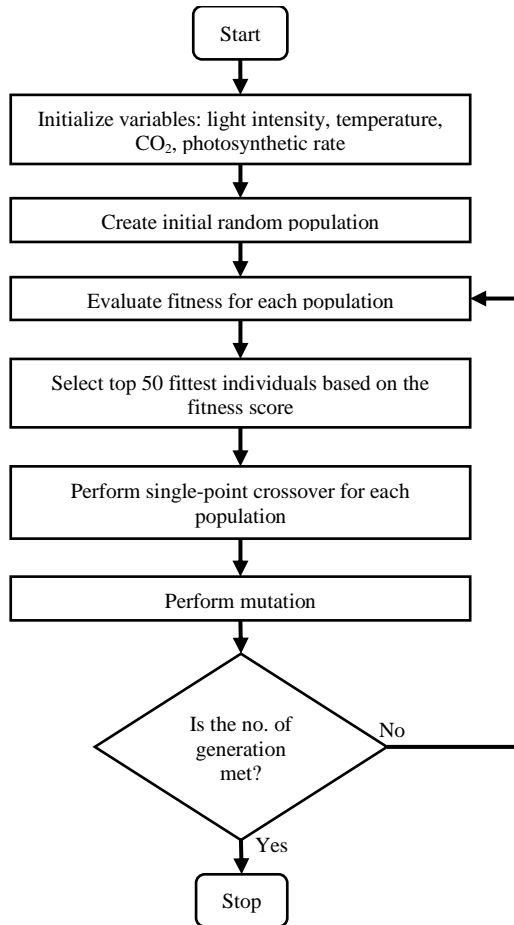 Start
Initialize variables: light intensity, temperature,
CO₂, photosynthetic rate
Create initial random population
Evaluate fitness for each population
Select top 50 fittest individuals based on the
fitness score
Perform single-point crossover for each
population
Perform mutation
Is the no. of
generation
met?
No
Yes
Stop